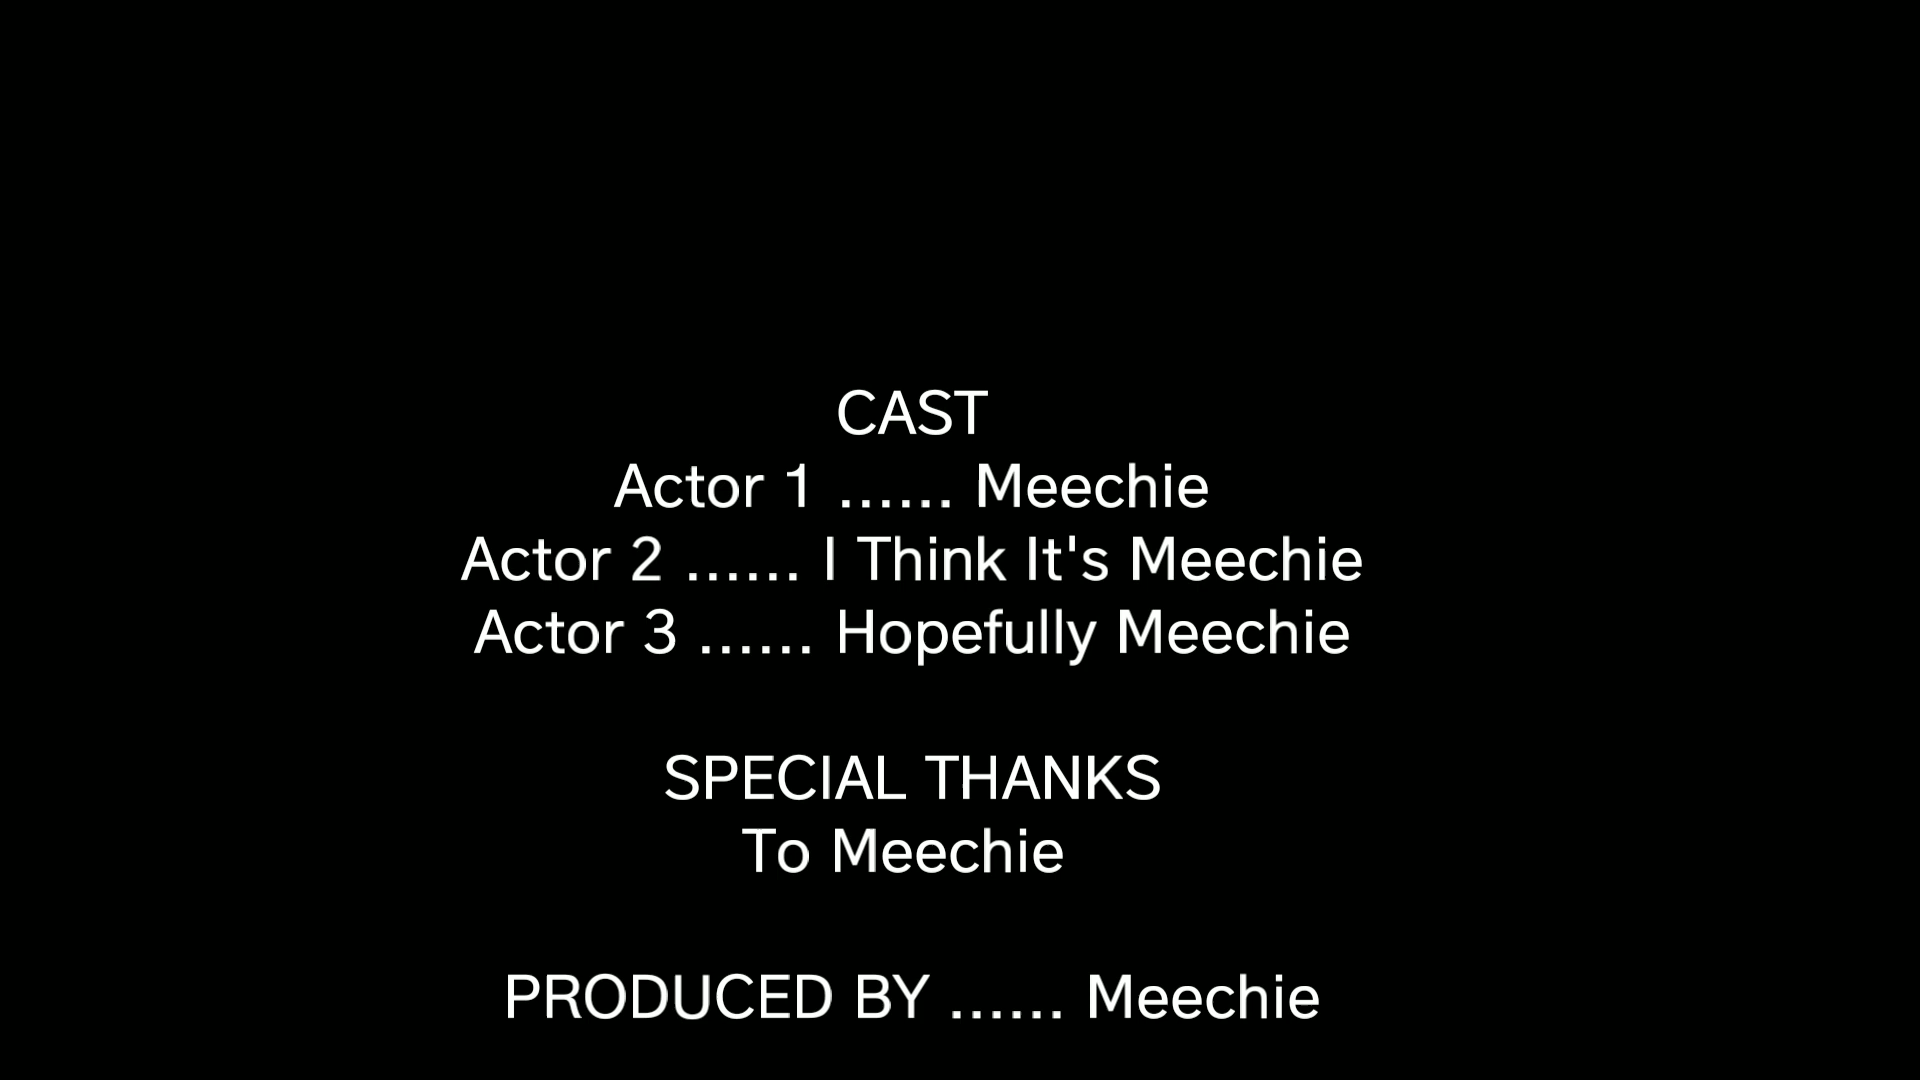 CAST
Actor 1 ...... Meechie
Actor 2 ...... I Think It's Meechie
Actor 3 ...... Hopefully Meechie
SPECIAL THANKS
To Meechie
PRODUCED BY ...... Meechie